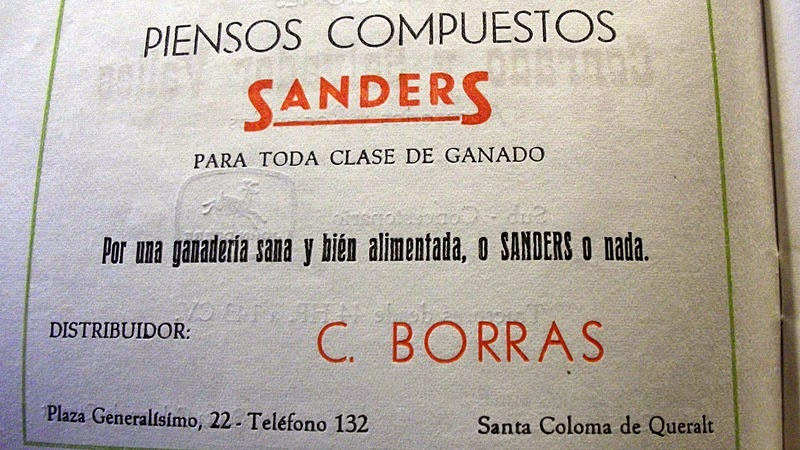 PIENSOS COMPUESTOS
SANDERS
PARA TODA CLASE DE GANADO
Por una ganadería sana y bién alimentada, o SANDERS o nada.
DISTRIBUIDOR:
C. BORRAS
Plaza Generalísimo, 22 - Teléfono 132
Santa Coloma de Queralt